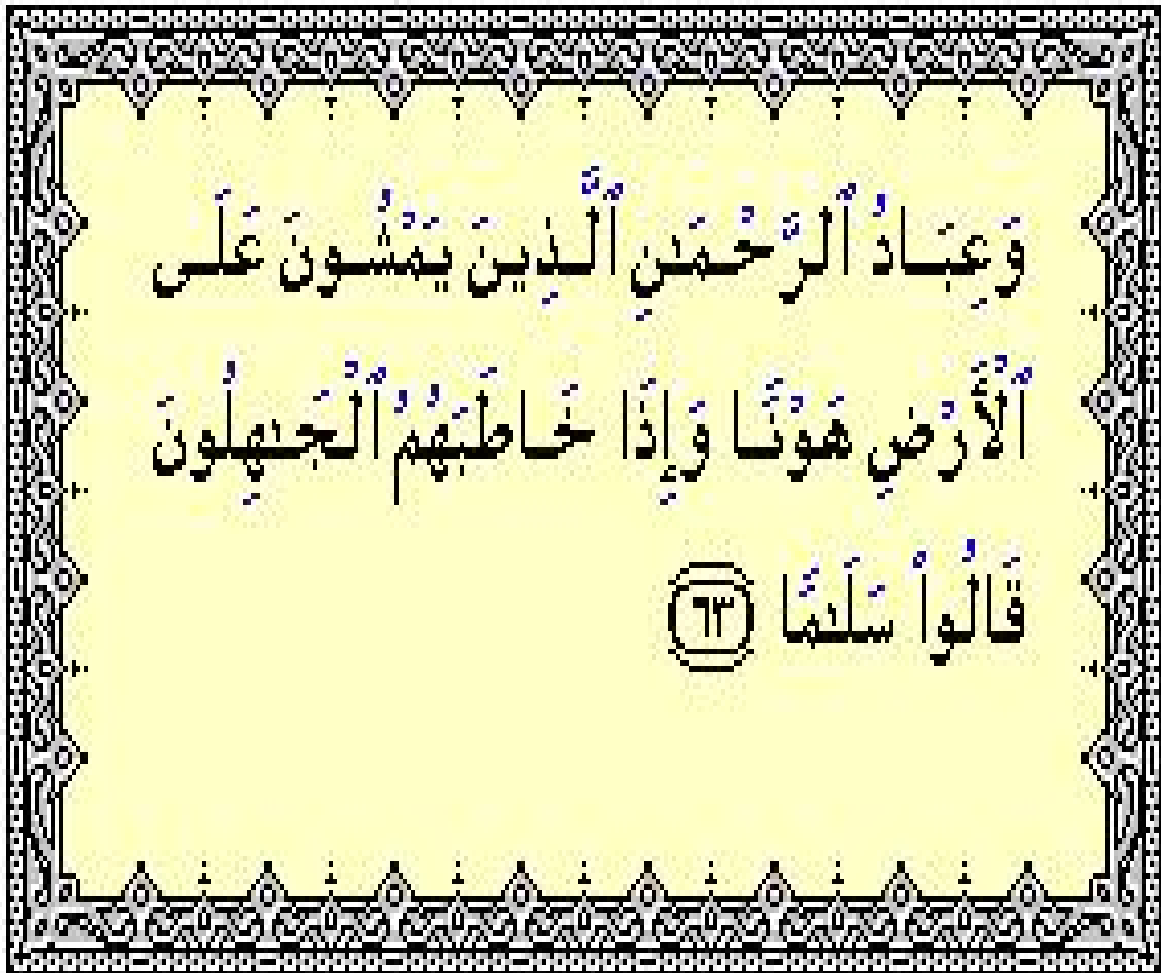 وَعِبَادُ ٱلرَّحْمَـٰنِ ٱلَّذِينَ يَمْشُونَ عَلَى
ٱلْأَرْضِ هَوْنًا وَإِذَا خَاطَبَهُمُ ٱلْجَـٰهِلُونَ
قَالُوا۟ سَلَـٰمًا ٦٣